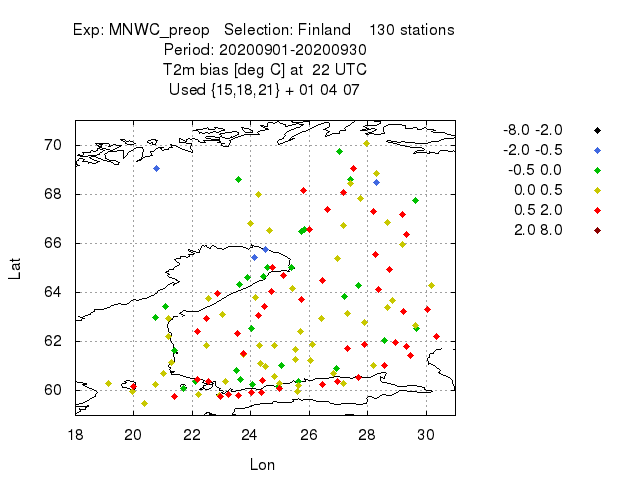 Exp: MNWC_preop   Selection: Finland    130 stations
Period: 20200901-20200930
T2m bias [deg C] at  22 UTC
Used {15,18,21} + 01 04 07
-8.0 -2.0
-2.0 -0.5
-0.5 0.0
0.0 0.5
0.5 2.0
2.0 8.0
70
68
66
64
62
60
Lat
18 20 22 24 26 28 30
Lon